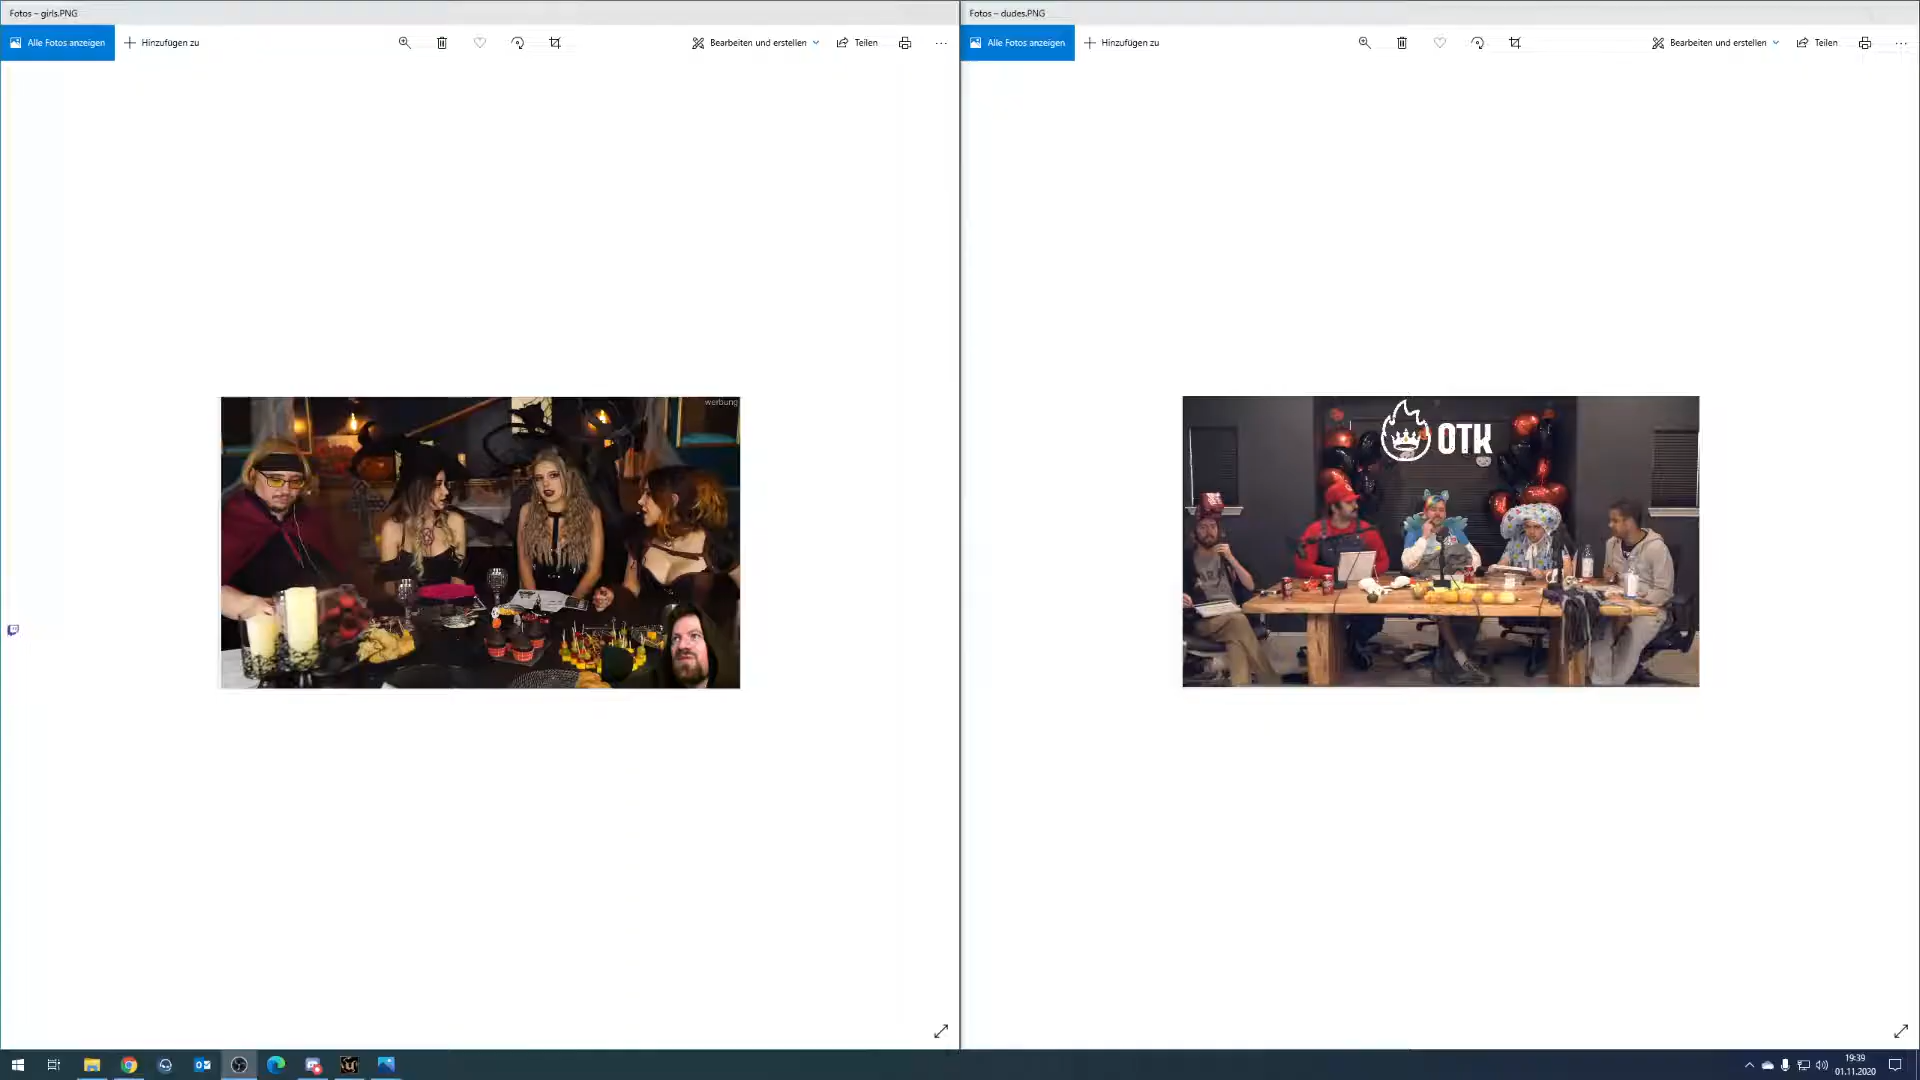 Fotos – girls.PNG
Alle Fotos anzeigen
Hinzufügen zu
Bearbeiten und erstellen
Teilen
werbung
Fotos – dudes.PNG
Alle Fotos anzeigen
Hinzufügen zu
Bearbeiten und erstellen
Teilen
OTK
19:39
01.11.2020